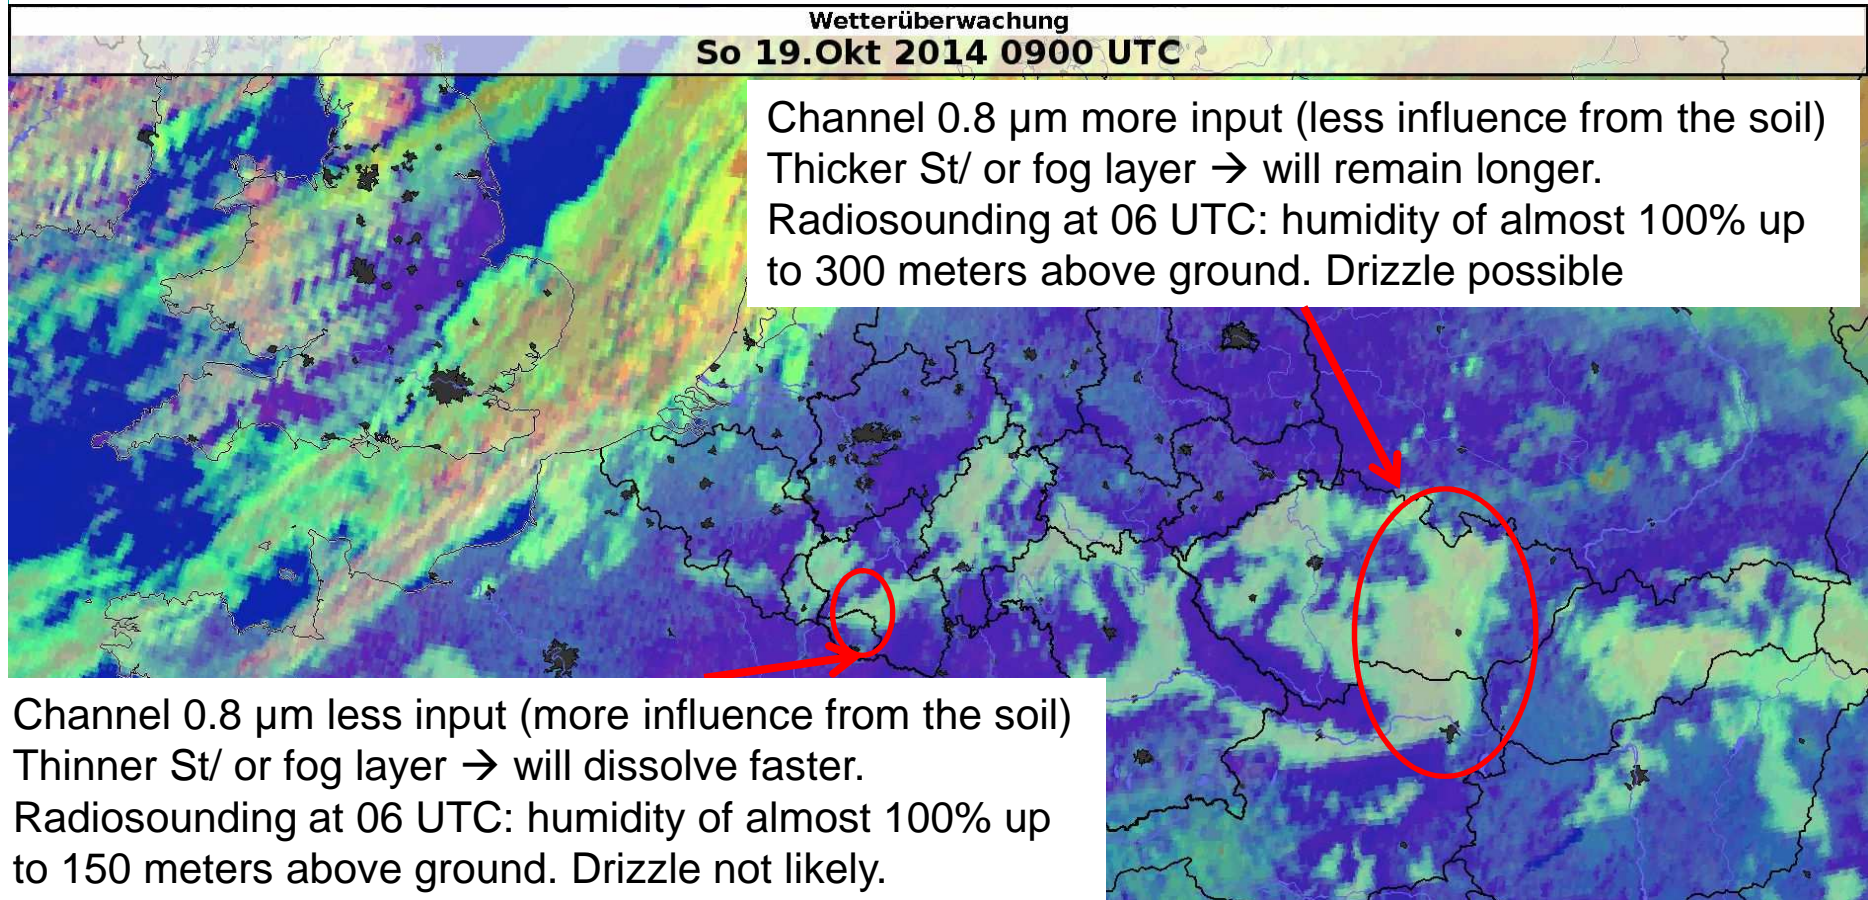 Wetterüberwachung
So 19.Okt 2014 0900 UTC
Channel 0.8 µm more input (less influence from the soil)
Thicker St/ or fog layer → will remain longer.
Radiosounding at 06 UTC: humidity of almost 100% up
to 300 meters above ground. Drizzle possible
Channel 0.8 µm less input (more influence from the soil)
Thinner St/ or fog layer → will dissolve faster.
Radiosounding at 06 UTC: humidity of almost 100% up
to 150 meters above ground. Drizzle not likely.